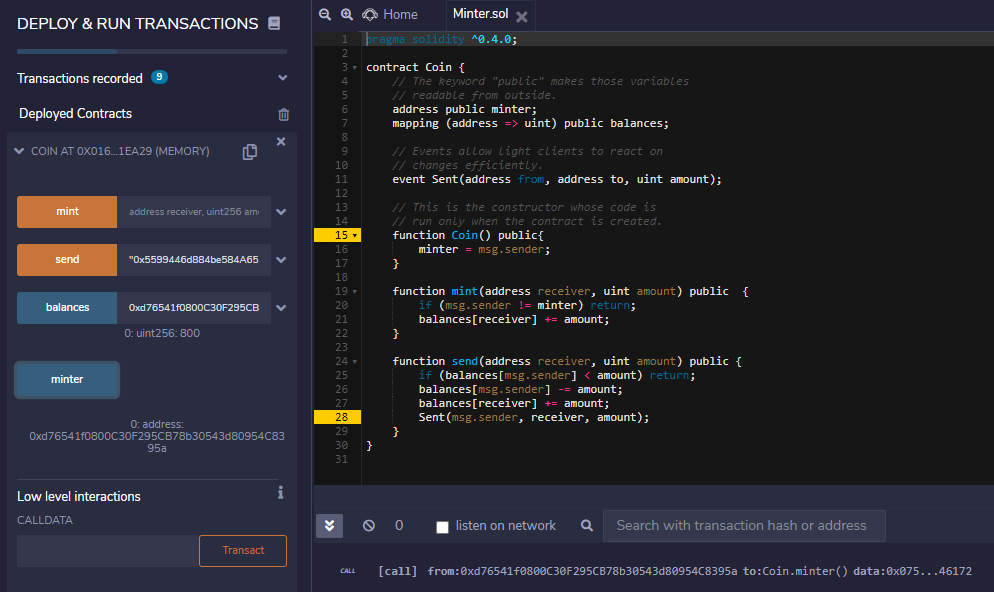 DEPLOY & RUN TRANSACTIONS
Transactions recorded 9
Deployed Contracts
COIN AT 0X016...1EA29 (MEMORY)
mint address receiver, uint256 am
send "0x5599446d884be584A65
balances 0xd76541f0800C30F295CB
0: uint256: 800
minter
0: address:
0xd76541f0800C30F295CB78b30543d80954C83
95a
Low level interactions
CALLDATA
Transact
Home Minter.sol
1 pragma solidity ^0.4.0;
2
3 contract Coin {
4 // The keyword "public" makes those variables
5 // readable from outside.
6 address public minter;
7 mapping (address => uint) public balances;
8
9 // Events allow light clients to react on
10 // changes efficiently.
11 event Sent(address from, address to, uint amount);
12
13 // This is the constructor whose code is
14 // run only when the contract is created.
15 function Coin() public{
16 minter = msg.sender;
17 }
18
19 function mint(address receiver, uint amount) public {
20 if (msg.sender != minter) return;
21 balances[receiver] += amount;
22 }
23
24 function send(address receiver, uint amount) public {
25 if (balances[msg.sender] < amount) return;
26 balances[msg.sender] -= amount;
27 balances[receiver] += amount;
28 Sent(msg.sender, receiver, amount);
29 }
30 }
31
0 listen on network Search with transaction hash or address
CALL [call] from:0xd76541f0800C30F295CB78b30543d80954C8395a to:Coin.minter() data:0x075...46172